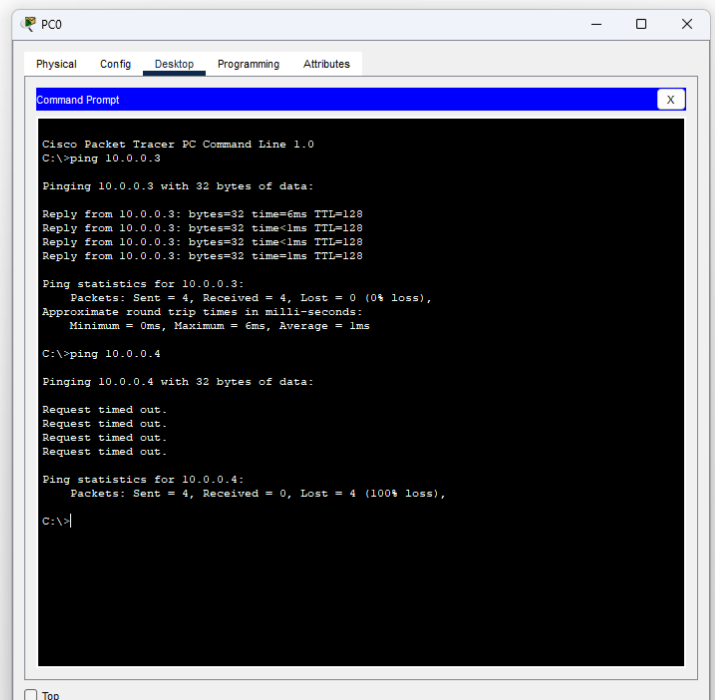 PC0
Physical Config Desktop Programming Attributes
Command Prompt
X
Cisco Packet Tracer PC Command Line 1.0
C:\>ping 10.0.0.3
Pinging 10.0.0.3 with 32 bytes of data:
Reply from 10.0.0.3: bytes=32 time=6ms TTL=128
Reply from 10.0.0.3: bytes=32 time<1ms TTL=128
Reply from 10.0.0.3: bytes=32 time<1ms TTL=128
Reply from 10.0.0.3: bytes=32 time=1ms TTL=128
Ping statistics for 10.0.0.3:
Packets: Sent = 4, Received = 4, Lost = 0 (0% loss),
Approximate round trip times in milli-seconds:
Minimum = 0ms, Maximum = 6ms, Average = 1ms
C:\>ping 10.0.0.4
Pinging 10.0.0.4 with 32 bytes of data:
Request timed out.
Request timed out.
Request timed out.
Request timed out.
Ping statistics for 10.0.0.4:
Packets: Sent = 4, Received = 0, Lost = 4 (100% loss),
C:\>
Top